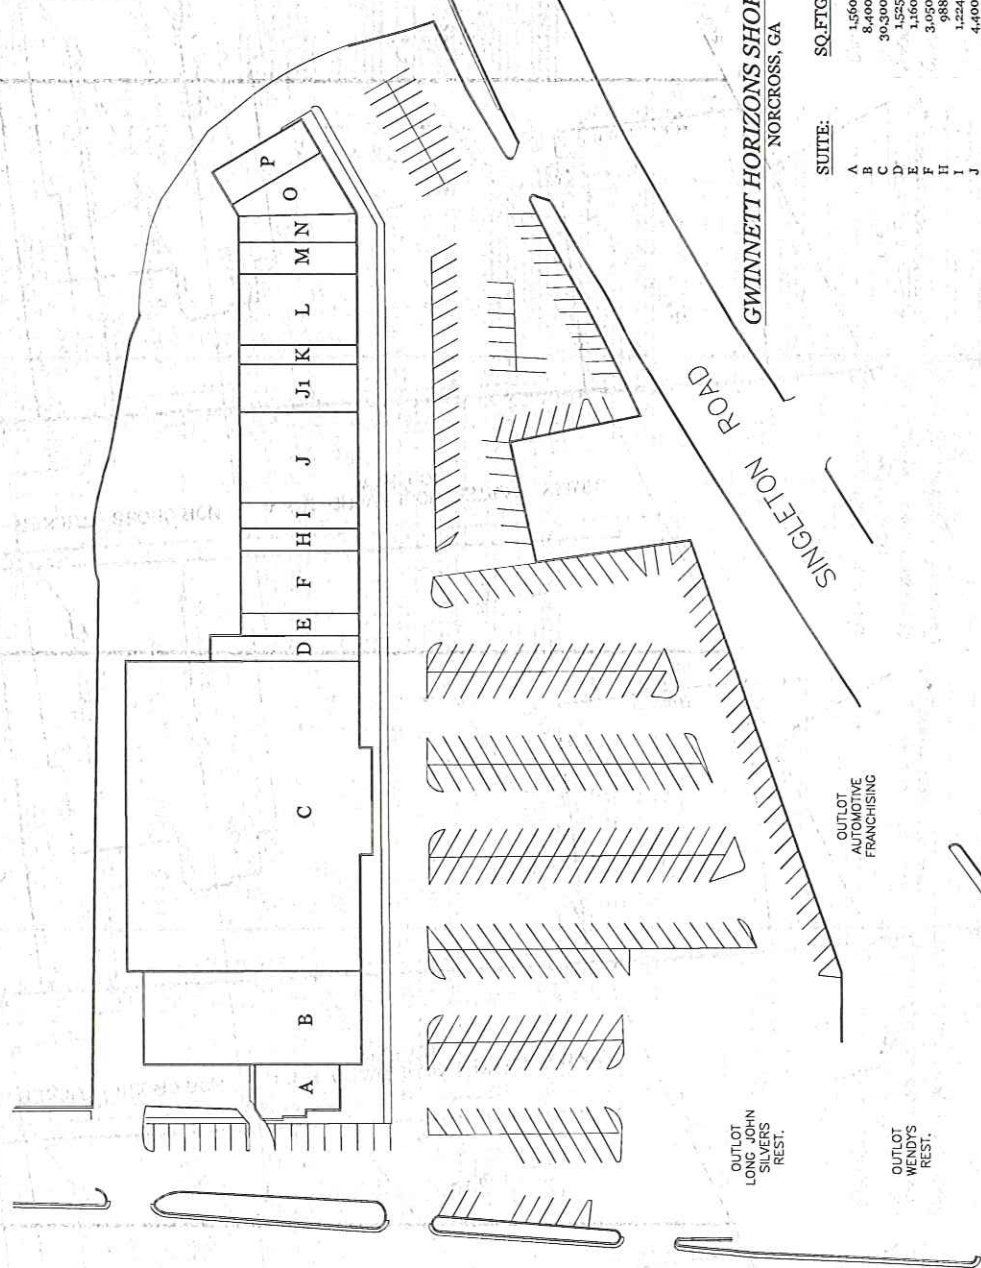 A
B
C
D
E
F
H
I
J
J1
K
L
M
N
O
P
SINGLETON ROAD
OUTLOT
LONG JOHN
SILVERS
REST.
OUTLOT
WENDYS
REST.
OUTLOT
AUTOMOTIVE
FRANCHISING
GWINNETT HORIZONS SHOP
NORCROSS, GA
SUITE: SQ.FTG
A 1,560
B 8,400
C 30,300
D 1,525
E 1,160
F 3,050
H 988
I 1,224
J 4,400